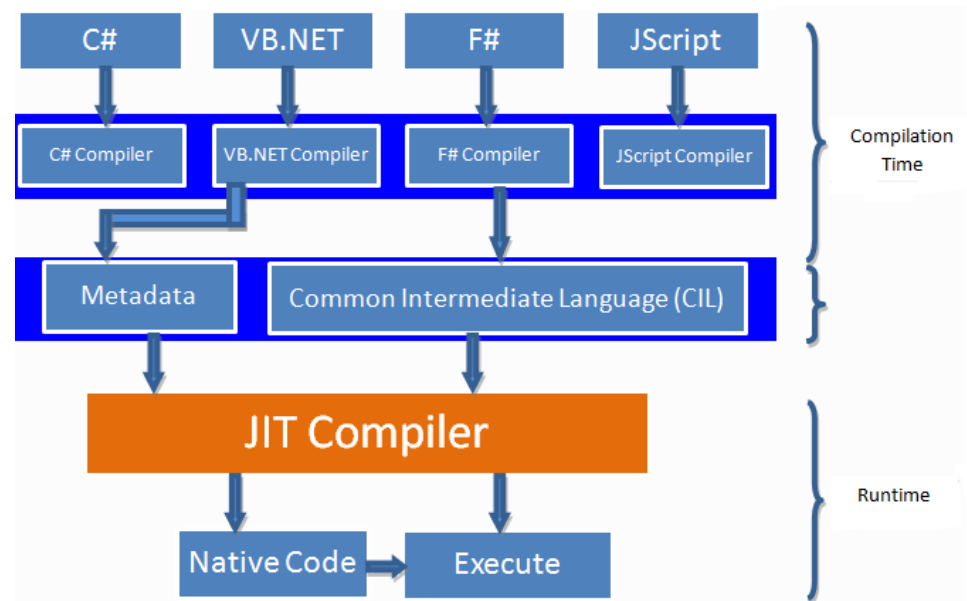 C#
VB.NET
F#
JScript
C# Compiler
VB.NET Compiler
F# Compiler
JScript Compiler
Compilation
Time
Metadata
Common Intermediate Language (CIL)
JIT Compiler
Runtime
Native Code
Execute